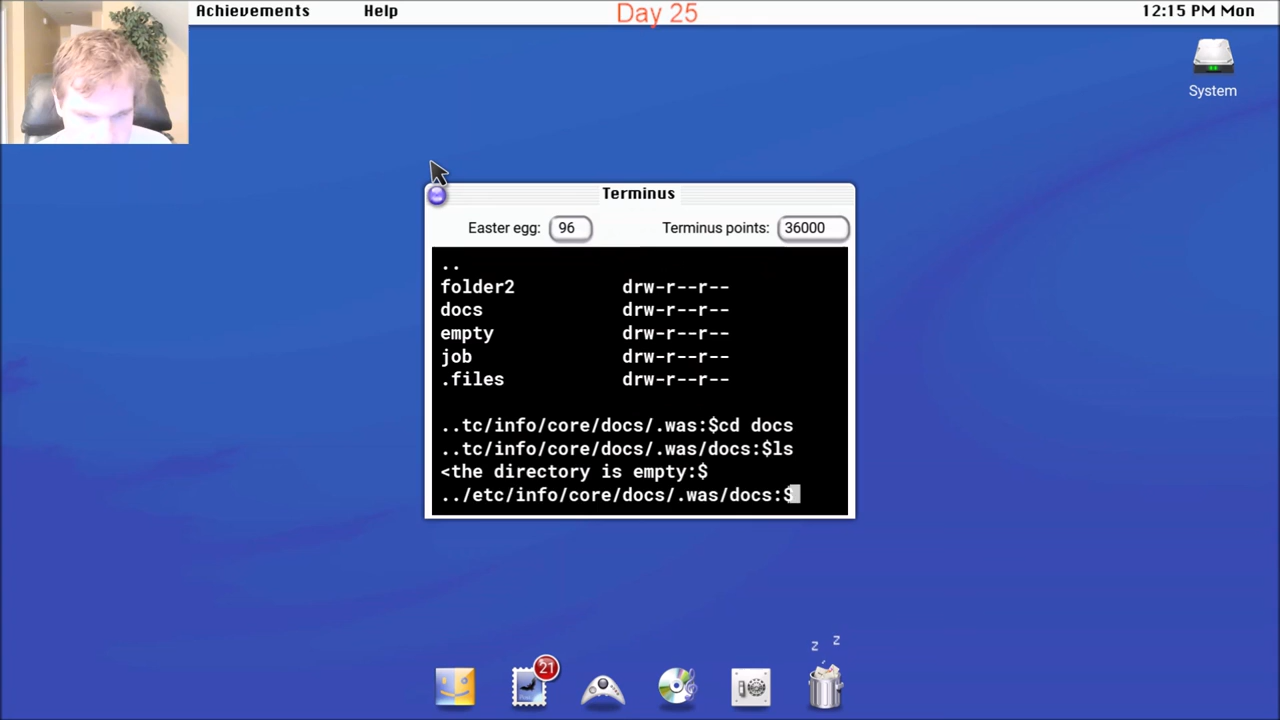 Achievements Help Day 25 12:15 PM Mon
System
Terminus
Easter egg: 96 Terminus points: 36000
..
folder2 drw-r--r--
docs drw-r--r--
empty drw-r--r--
job drw-r--r--
.files drw-r--r--
..tc/info/core/docs/.was:$cd docs
..tc/info/core/docs/.was/docs:$ls
<the directory is empty:$
../etc/info/core/docs/.was/docs:$
z z
21